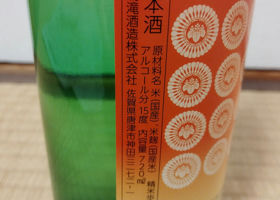 本酒
原材料名 米(国産)、米麹(国産米) 精米歩
アルコール分15度 内容量720ml
滝酒造株式会社 佐賀県唐津市神田三二七二-一